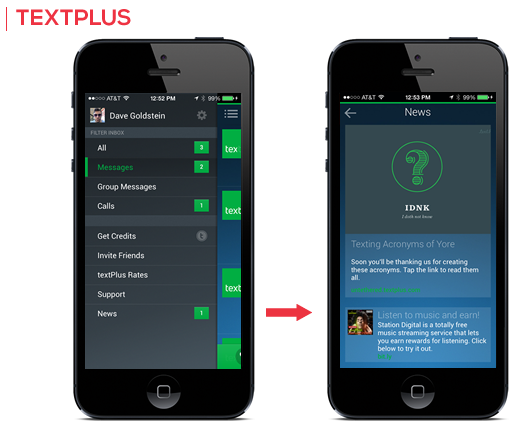 TEXTPLUS
AT&T 12:52 PM 99%
Dave Goldstein
FILTER INBOX
All 3
Messages 2
Group Messages
Calls 1
Get Credits
Invite Friends
textPlus Rates
Support
News 1
tex
text
text
AT&T 12:53 PM 99%
News
?
IDNK
I didn't know
Texting Acronyms of Yore
Soon you'll be thanking us for creating
these acronyms. Tap the link to read them
all.
Listen to music and earn!
Station Digital is a totally free
music streaming service that lets
you earn rewards for listening. Click
below to try it out.